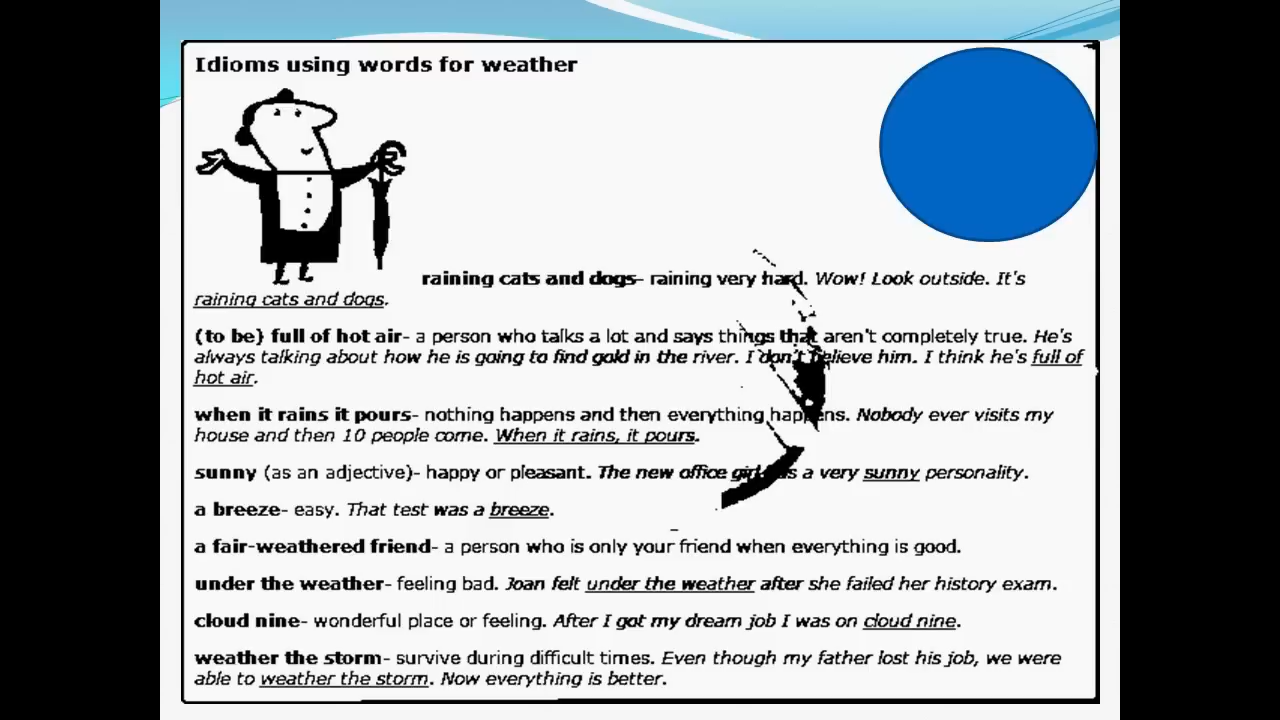 Idioms using words for weather
raining cats and dogs- raining very hard. Wow! Look outside. It's
raining cats and dogs.
(to be) full of hot air- a person who talks a lot and says things that aren't completely true. He's
always talking about how he is going to find gold in the river. I don't believe him. I think he's full of
hot air.
when it rains it pours- nothing happens and then everything happens. Nobody ever visits my
house and then 10 people come. When it rains, it pours.
sunny (as an adjective)- happy or pleasant. The new office girl has a very sunny personality.
a breeze- easy. That test was a breeze.
a fair-weathered friend- a person who is only your friend when everything is good.
under the weather- feeling bad. Joan felt under the weather after she failed her history exam.
cloud nine- wonderful place or feeling. After I got my dream job I was on cloud nine.
weather the storm- survive during difficult times. Even though my father lost his job, we were
able to weather the storm. Now everything is better.